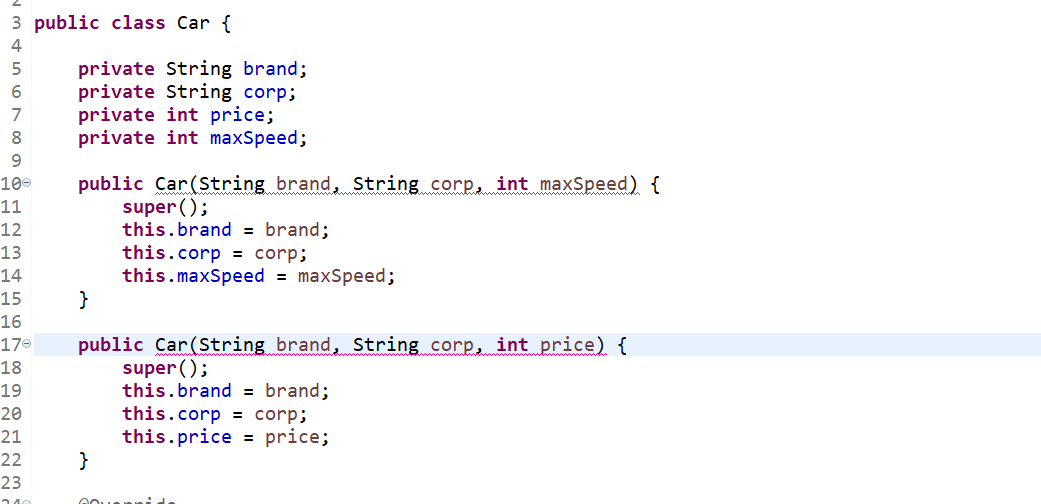 3 public class Car {
4
5     private String brand;
6     private String corp;
7     private int price;
8     private int maxSpeed;
9
10     public Car(String brand, String corp, int maxSpeed) {
11         super();
12         this.brand = brand;
13         this.corp = corp;
14         this.maxSpeed = maxSpeed;
15     }
16
17     public Car(String brand, String corp, int price) {
18         super();
19         this.brand = brand;
20         this.corp = corp;
21         this.price = price;
22     }
23
24     @Override